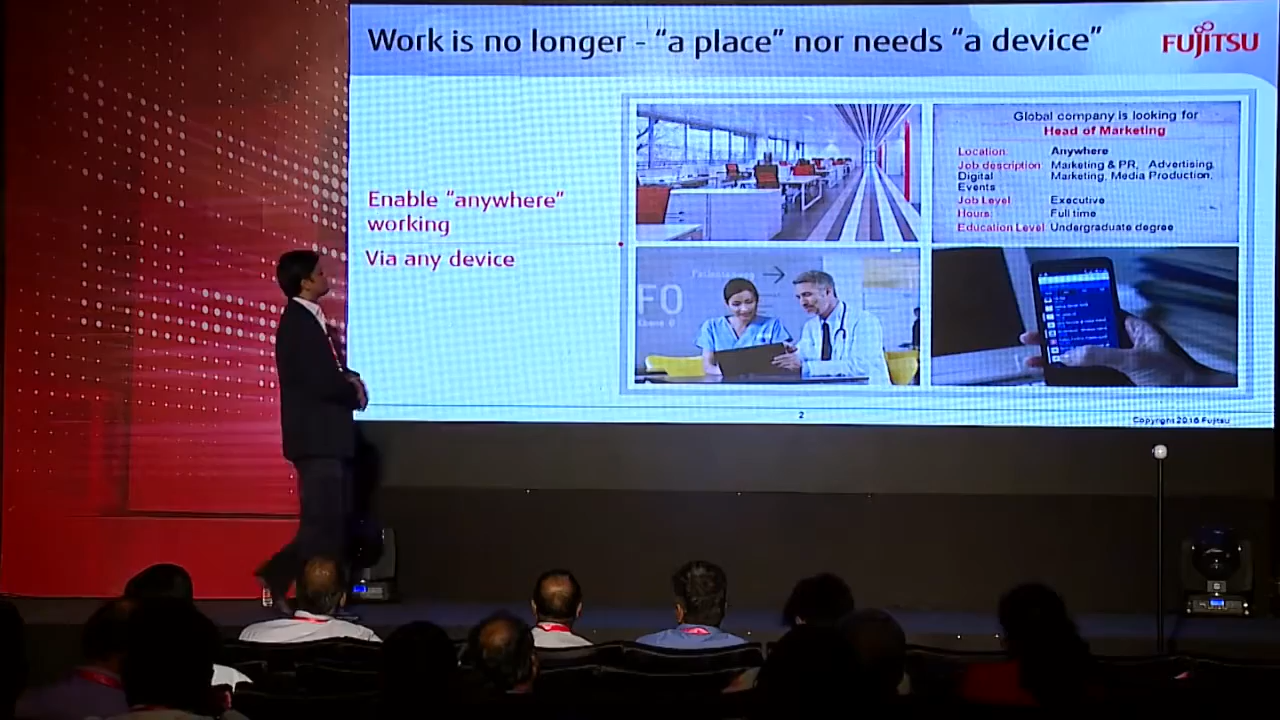 Work is no longer - “a place” nor needs “a device”
FUJITSU
Enable “anywhere”
working
Via any device
Global company is looking for
Head of Marketing
Location: Anywhere
Job description: Marketing & PR, Advertising,
Digital Marketing, Media Production,
Events
Job Level: Executive
Hours: Full time
Education Level: Undergraduate degree
FO
2
Copyright 2016 Fujitsu